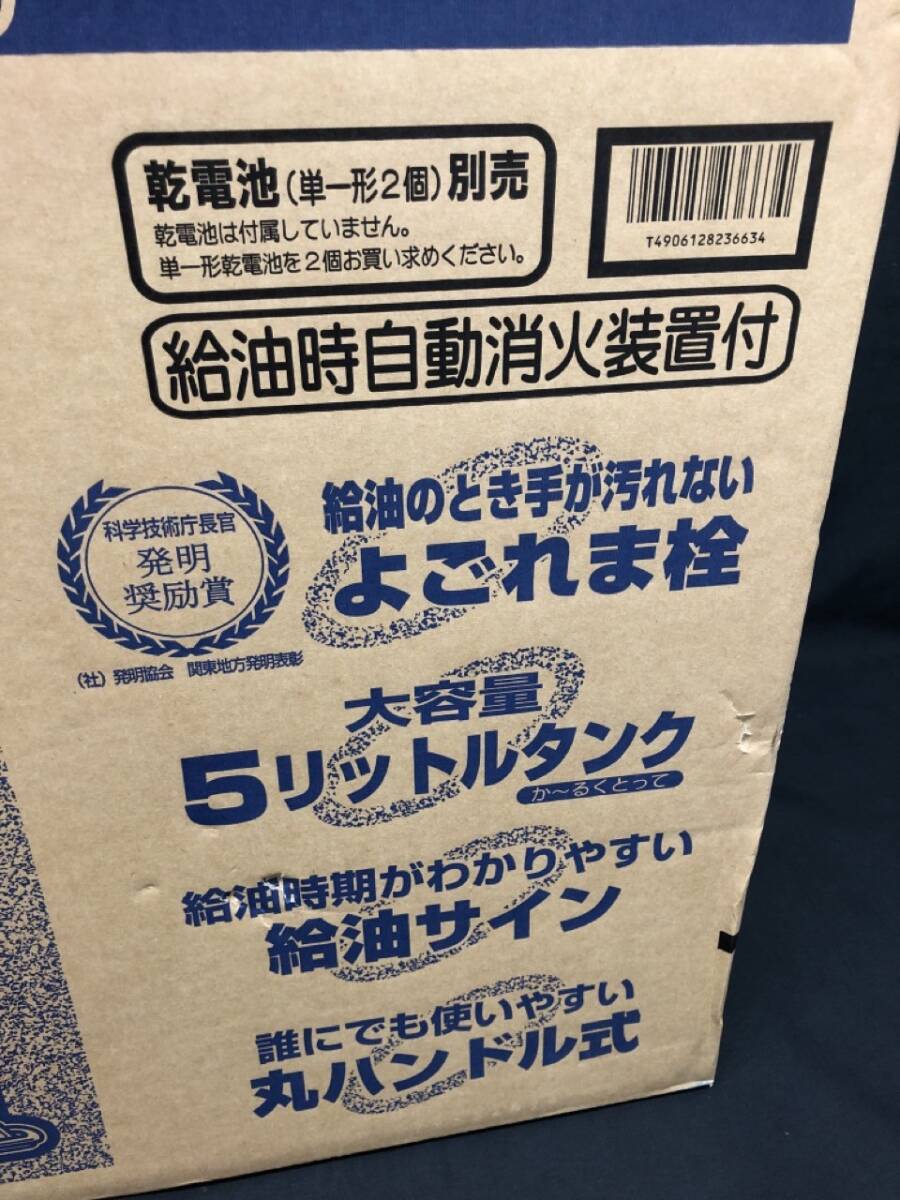 乾電池(単一形2個)別売
乾電池は付属していません。
単一形乾電池を2個お買い求めください。
T4906128236634
給油時自動消火装置付
科学技術庁長官
発明
奨励賞
(社)発明協会 関東地方発明表彰
給油のとき手が汚れない
よごれま栓
大容量
5リットルタンク
か~るくとって
給油時期がわかりやすい
給油サイン
誰にでも使いやすい
丸ハンドル式